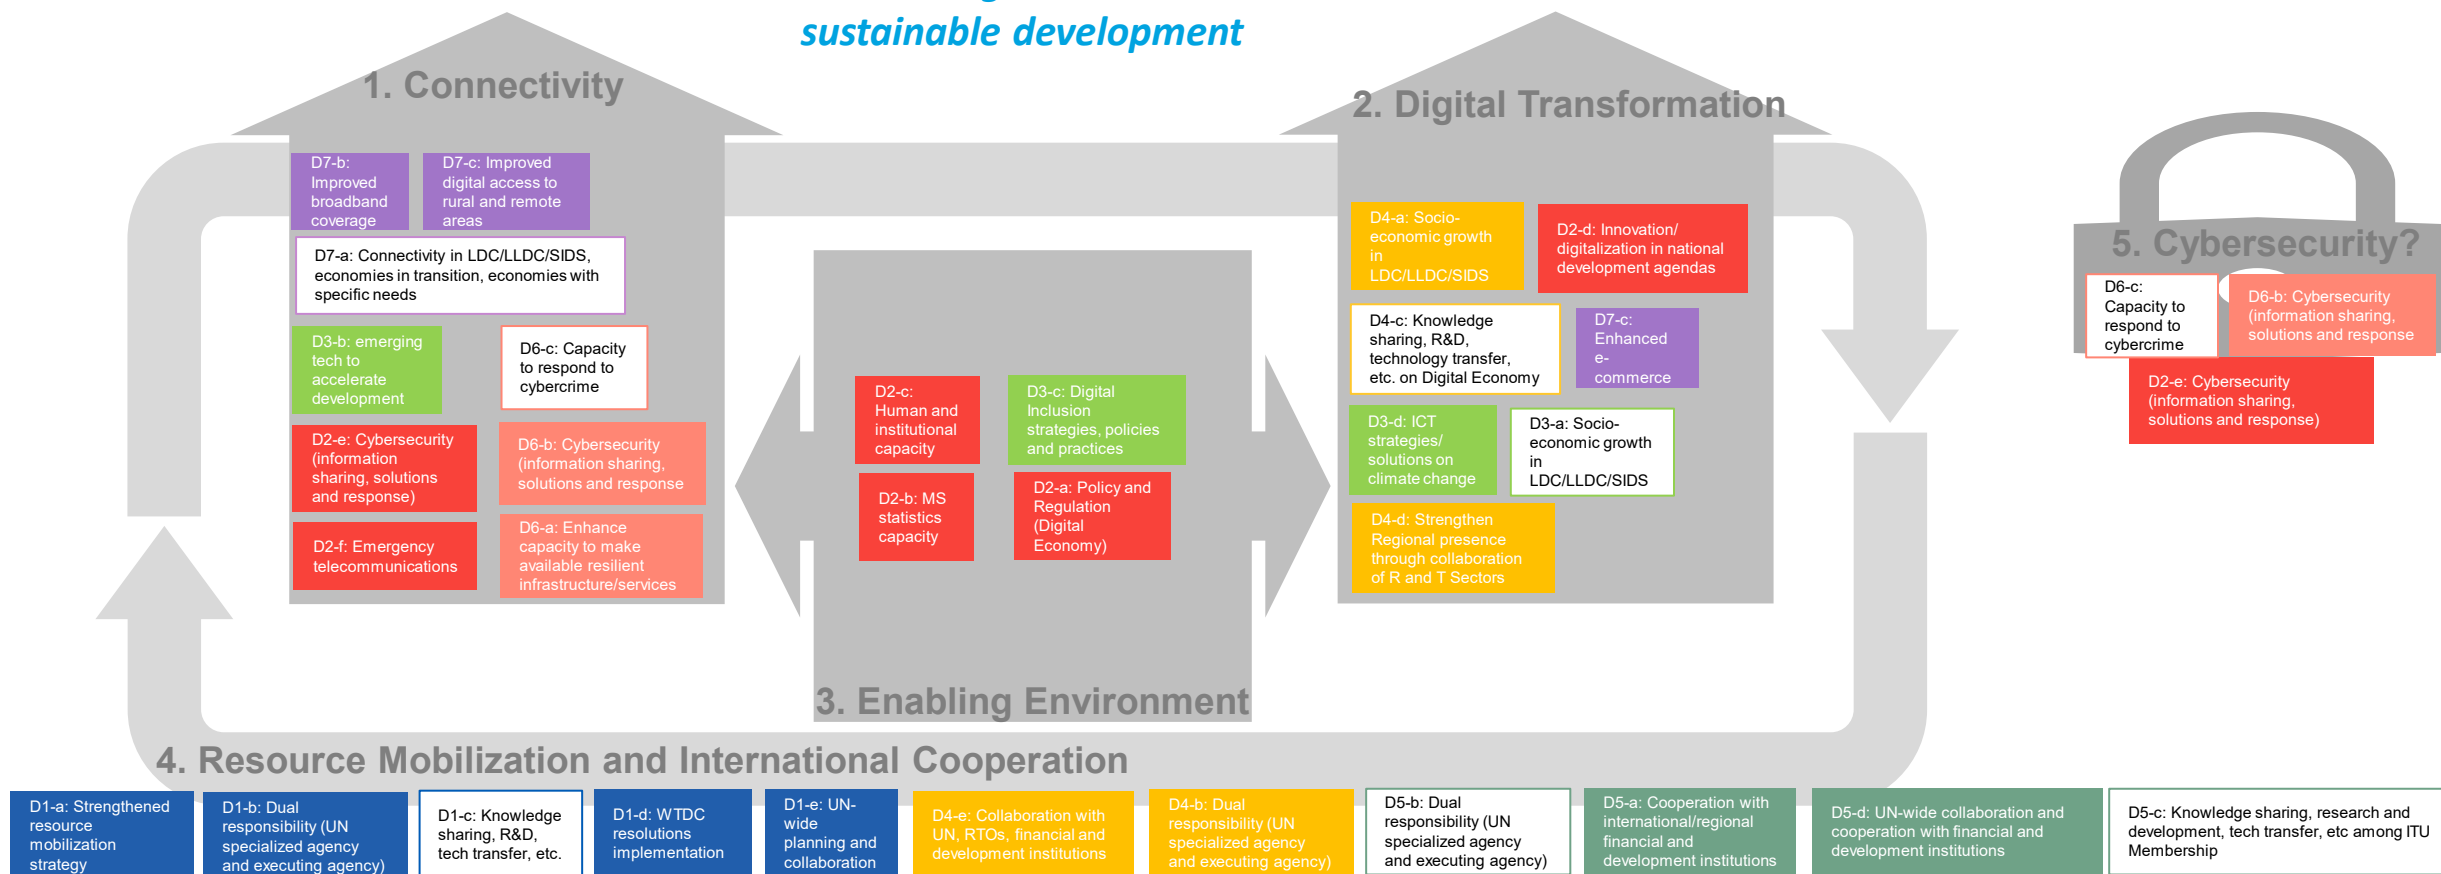 sustainable development
1. Connectivity
D7-b:
Improved
broadband
coverage
D7-c: Improved
digital access to
rural and remote
areas
D7-a: Connectivity in LDC/LLDC/SIDS,
economies in transition, economies with
specific needs
D3-b: emerging
tech to
accelerate
development
D6-c: Capacity
to respond to
cybercrime
D2-e: Cybersecurity
(information
sharing, solutions
and response)
D6-b: Cybersecurity
(information sharing,
solutions and response
D2-f: Emergency
telecommunications
D6-a: Enhance
capacity to make
available resilient
infrastructure/services
D2-c:
Human and
institutional
capacity
D3-c: Digital
Inclusion
strategies, policies
and practices
D2-b: MS
statistics
capacity
D2-a: Policy and
Regulation
(Digital
Economy)
3. Enabling Environment
2. Digital Transformation
D4-a: Socio-
economic growth
in
LDC/LLDC/SIDS
D2-d: Innovation/
digitalization in national
development agendas
D4-c: Knowledge
sharing, R&D,
technology transfer,
etc. on Digital Economy
D7-c:
Enhanced
e-
commerce
D3-d: ICT
strategies/
solutions on
climate change
D3-a: Socio-
economic growth
in
LDC/LLDC/SIDS
D4-d: Strengthen
Regional presence
through collaboration
of R and T Sectors
5. Cybersecurity?
D6-c:
Capacity to
respond to
cybercrime
D6-b: Cybersecurity
(information sharing,
solutions and response
D2-e: Cybersecurity
(information sharing,
solutions and response)
4. Resource Mobilization and International Cooperation
D1-a: Strengthened
resource
mobilization
strategy
D1-b: Dual
responsibility (UN
specialized agency
and executing agency)
D1-c: Knowledge
sharing, R&D,
tech transfer, etc.
D1-d: WTDC
resolutions
implementation
D1-e: UN-
wide
planning and
collaboration
D4-e: Collaboration with
UN, RTOs, financial and
development institutions
D4-b: Dual
responsibility (UN
specialized agency
and executing agency)
D5-b: Dual
responsibility (UN
specialized agency
and executing agency)
D5-a: Cooperation with
international/regional
financial and
development institutions
D5-d: UN-wide collaboration and
cooperation with financial and
development institutions
D5-c: Knowledge sharing, research and
development, tech transfer, etc among ITU
Membership